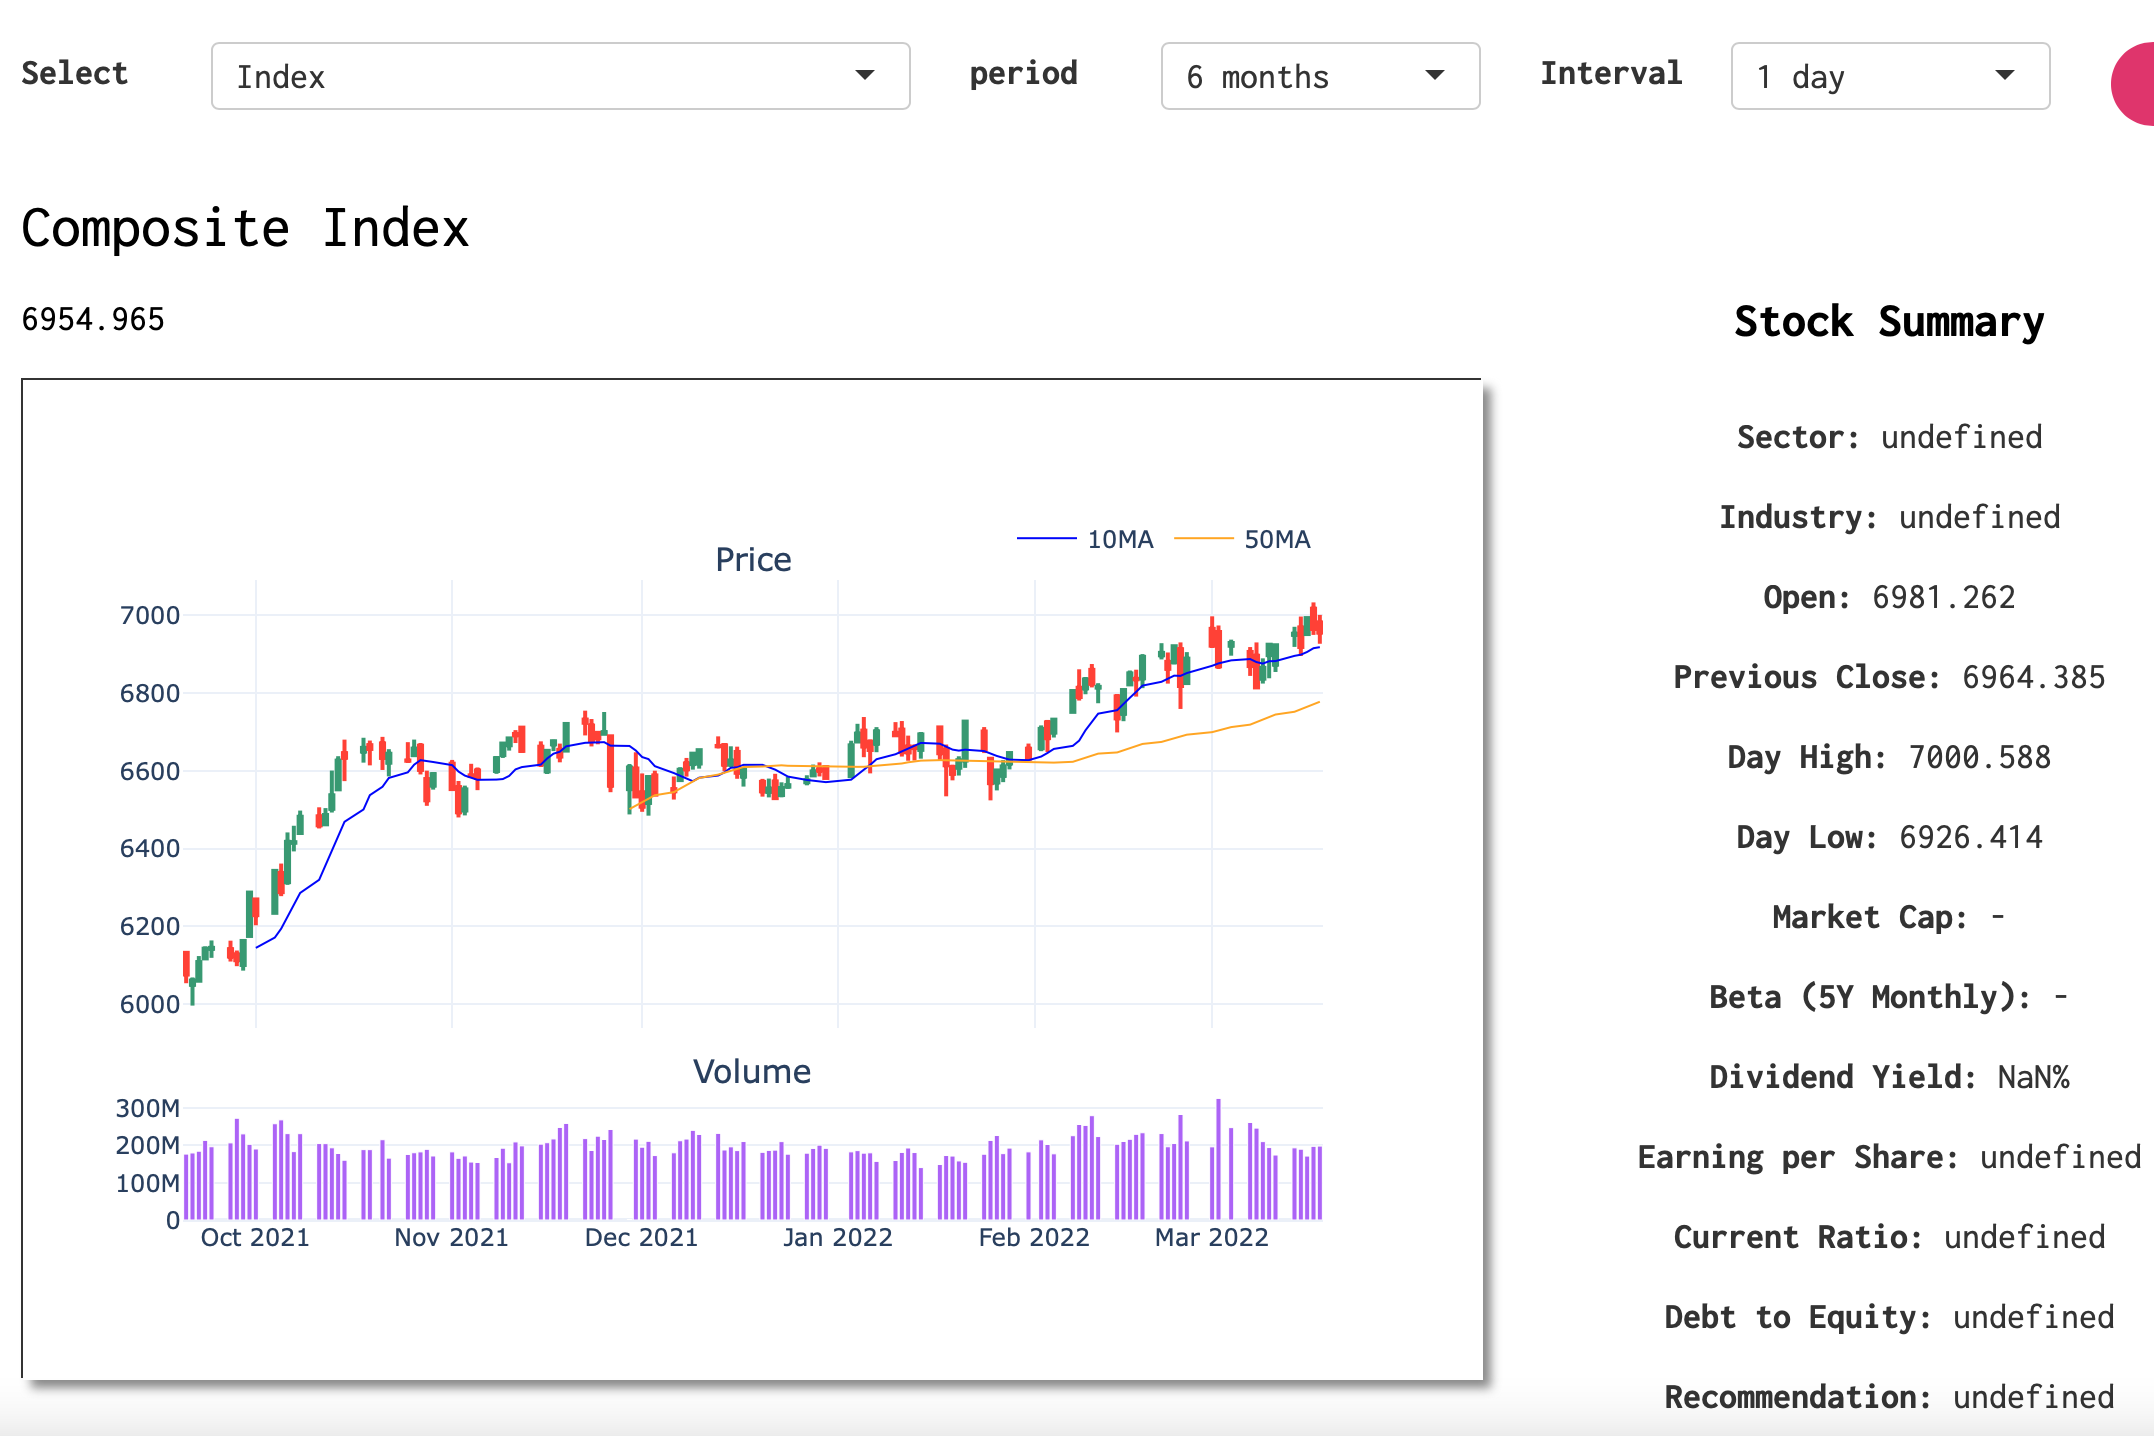 Select Index period 6 months Interval 1 day
Composite Index
6954.965
10MA 50MA
Price
7000
6800
6600
6400
6200
6000
Volume
300M
200M
100M
0
Oct 2021 Nov 2021 Dec 2021 Jan 2022 Feb 2022 Mar 2022
Stock Summary
Sector: undefined
Industry: undefined
Open: 6981.262
Previous Close: 6964.385
Day High: 7000.588
Day Low: 6926.414
Market Cap: -
Beta (5Y Monthly): -
Dividend Yield: NaN%
Earning per Share: undefined
Current Ratio: undefined
Debt to Equity: undefined
Recommendation: undefined